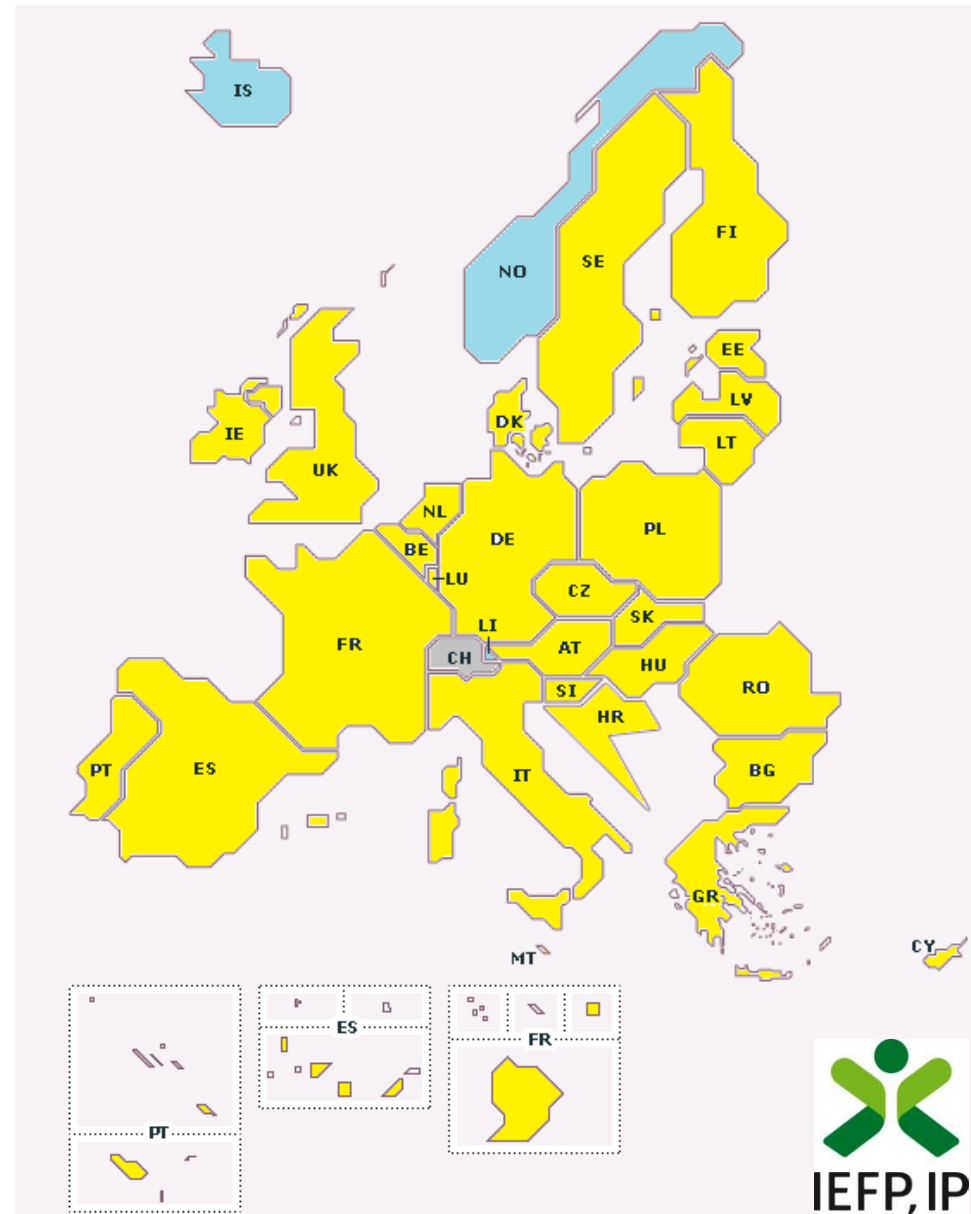 IS
NO
SE
FI
EE
LV
LT
DK
IE
UK
NL
BE
LU
DE
PL
CZ
SK
LI
CH
AT
HU
FR
SI
HR
RO
PT
ES
IT
BG
GR
MT
CY
PT
ES
FR
IEFP, IP